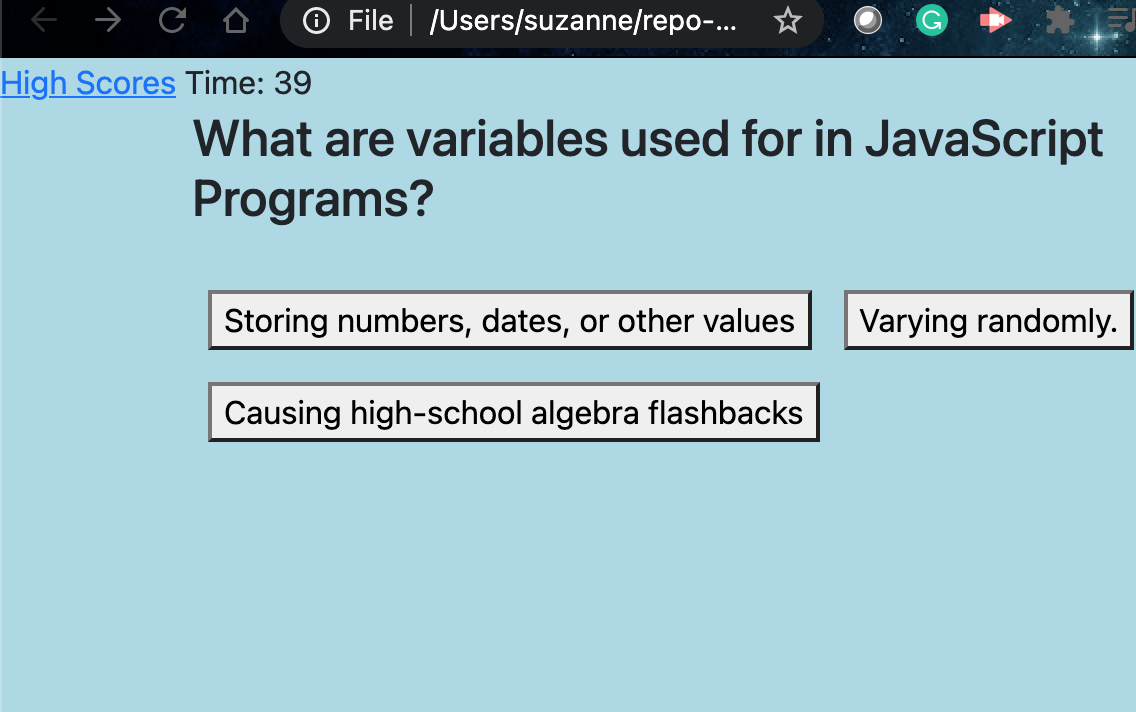 File /Users/suzanne/repo-...
High Scores Time: 39
What are variables used for in JavaScript
Programs?
Storing numbers, dates, or other values Varying randomly.
Causing high-school algebra flashbacks